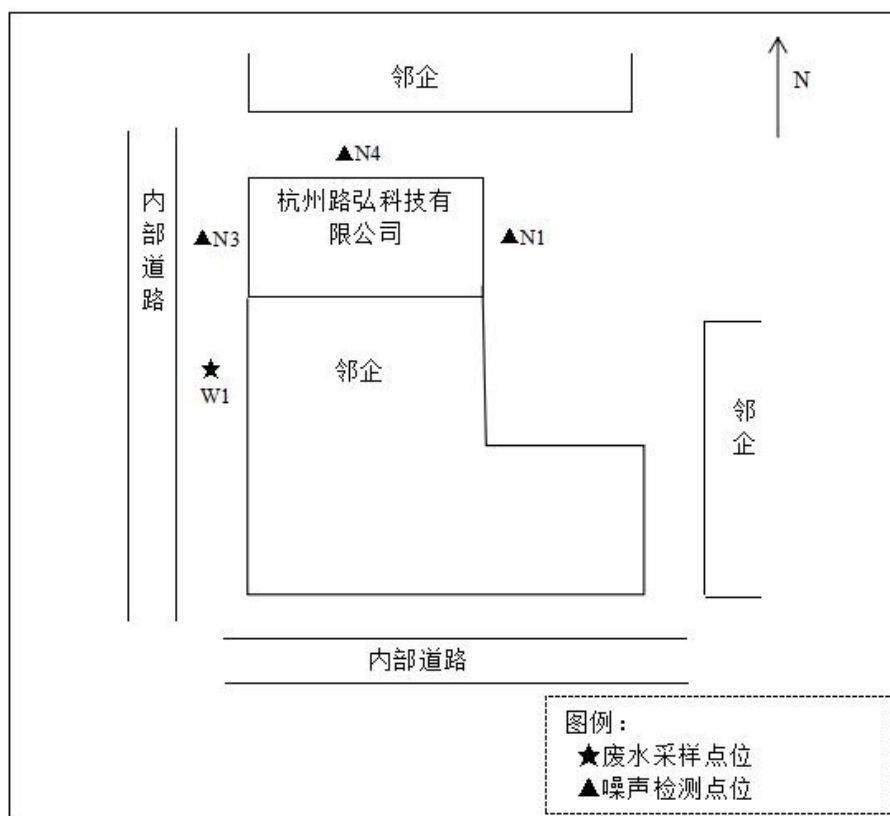 邻企
N
▲N4
杭州路弘科技有
限公司
内部道路
▲N3
▲N1
★
W1
邻企
邻企
内部道路
图例：
★废水采样点位
▲噪声检测点位